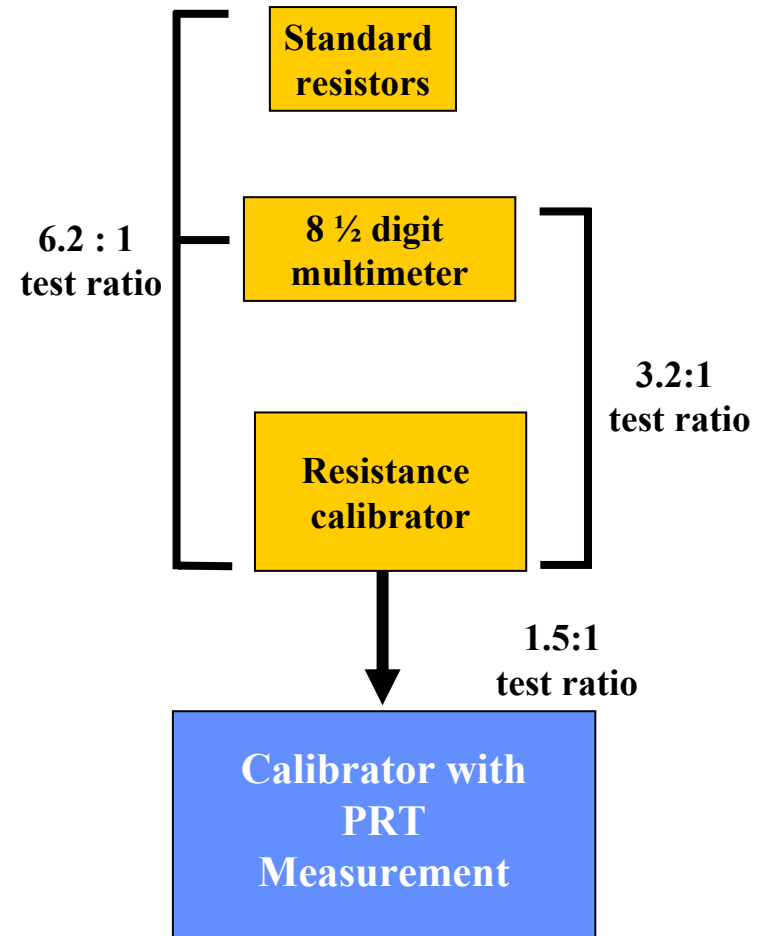 Standard
resistors
8 ½ digit
multimeter
6.2 : 1
test ratio
3.2:1
test ratio
Resistance
calibrator
1.5:1
test ratio
Calibrator with
PRT
Measurement